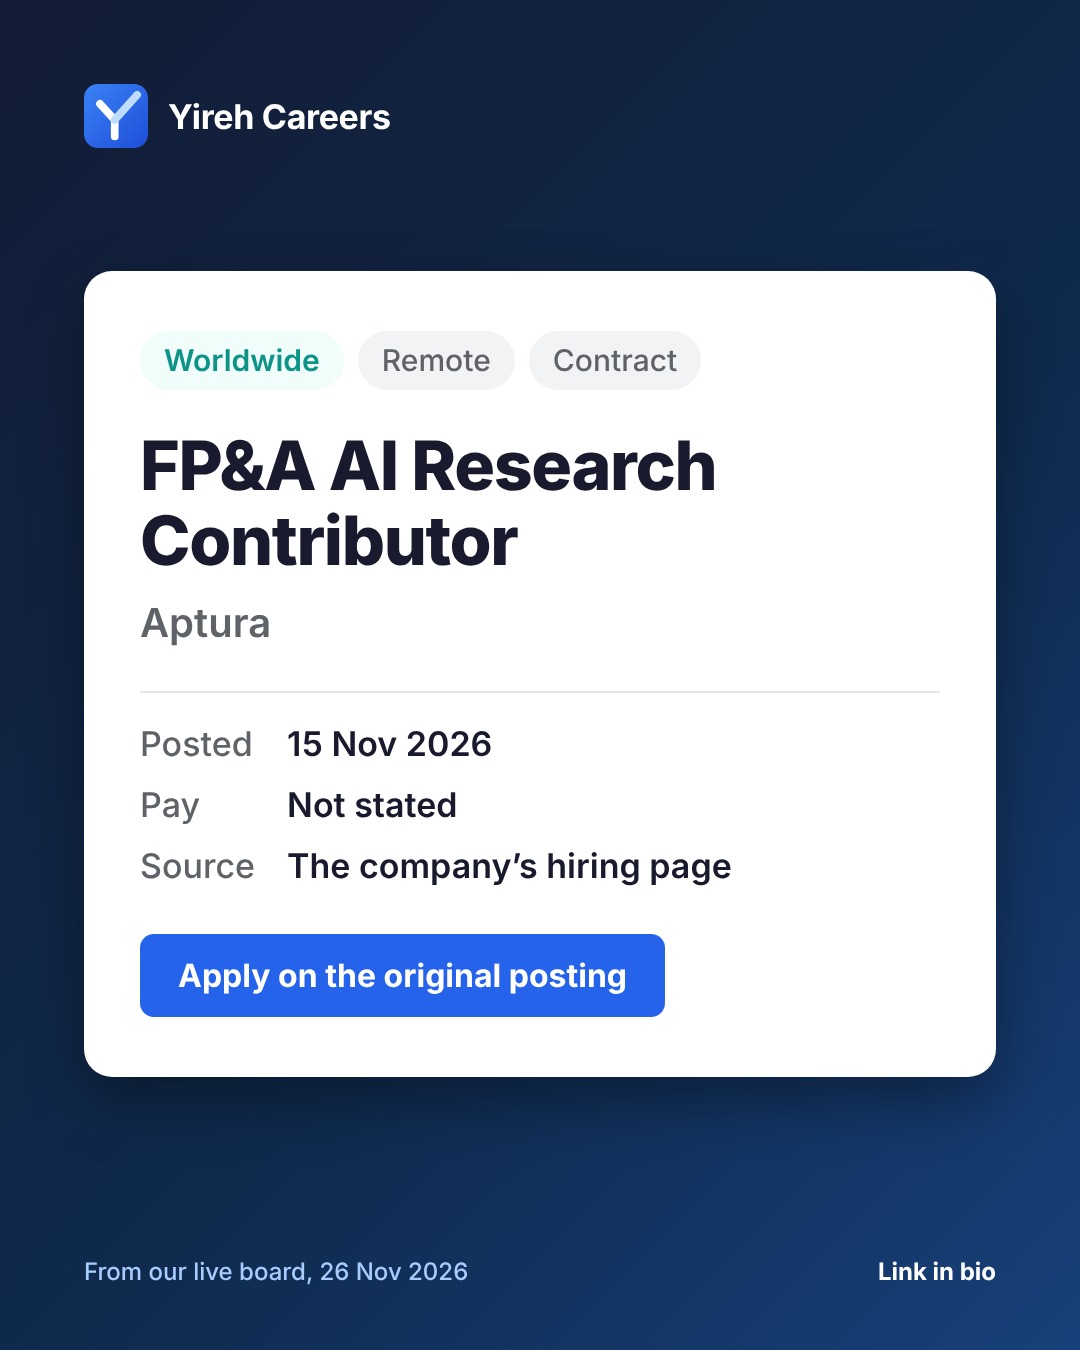 Yireh Careers
Worldwide Remote Contract
FP&A AI Research
Contributor
Aptura
Posted 15 Nov 2026
Pay Not stated
Source The company’s hiring page
Apply on the original posting
From our live board, 26 Nov 2026 Link in bio